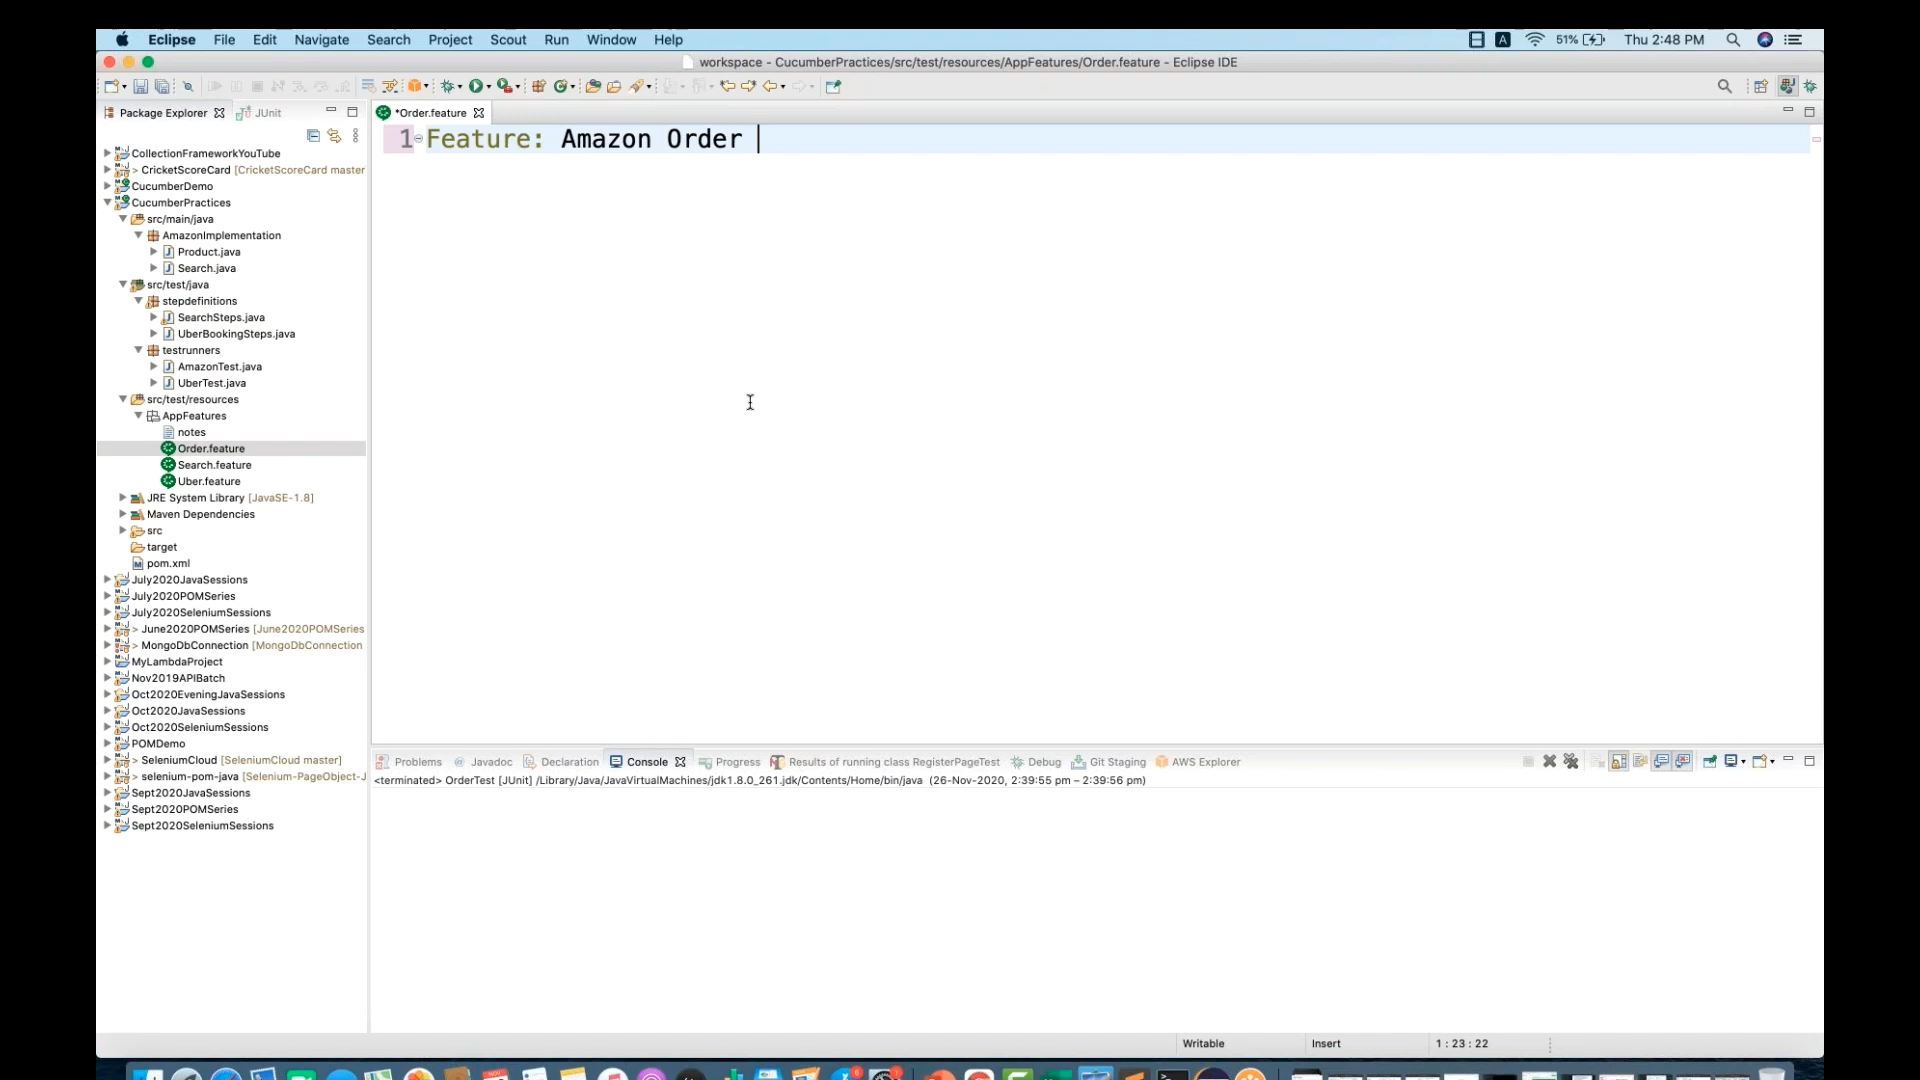 Eclipse File Edit Navigate Search Project Scout Run Window Help A 51% Thu 2:48 PM
workspace - CucumberPractices/src/test/resources/AppFeatures/Order.feature - Eclipse IDE
Package Explorer JUnit
*Order.feature
1 Feature: Amazon Order
CollectionFrameworkYouTube
> CricketScoreCard [CricketScoreCard master
CucumberDemo
CucumberPractices
src/main/java
AmazonImplementation
Product.java
Search.java
src/test/java
stepdefinitions
SearchSteps.java
UberBookingSteps.java
testrunners
AmazonTest.java
UberTest.java
src/test/resources
AppFeatures
notes
Order.feature
Search.feature
Uber.feature
JRE System Library [JavaSE-1.8]
Maven Dependencies
src
target
pom.xml
July2020JavaSessions
July2020POMSeries
July2020SeleniumSessions
> June2020POMSeries [June2020POMSeries
> MongoDbConnection [MongoDbConnection
MyLambdaProject
Nov2019APIBatch
Oct2020EveningJavaSessions
Oct2020JavaSessions
Oct2020SeleniumSessions
POMDemo
> SeleniumCloud [SeleniumCloud master]
> selenium-pom-java [Selenium-PageObject-J
Sept2020JavaSessions
Sept2020POMSeries
Sept2020SeleniumSessions
Problems Javadoc Declaration Console Progress Results of running class RegisterPageTest Debug Git Staging AWS Explorer
<terminated> OrderTest [JUnit] /Library/Java/JavaVirtualMachines/jdk1.8.0_261.jdk/Contents/Home/bin/java (26-Nov-2020, 2:39:55 pm – 2:39:56 pm)
Writable Insert 1 : 23 : 22